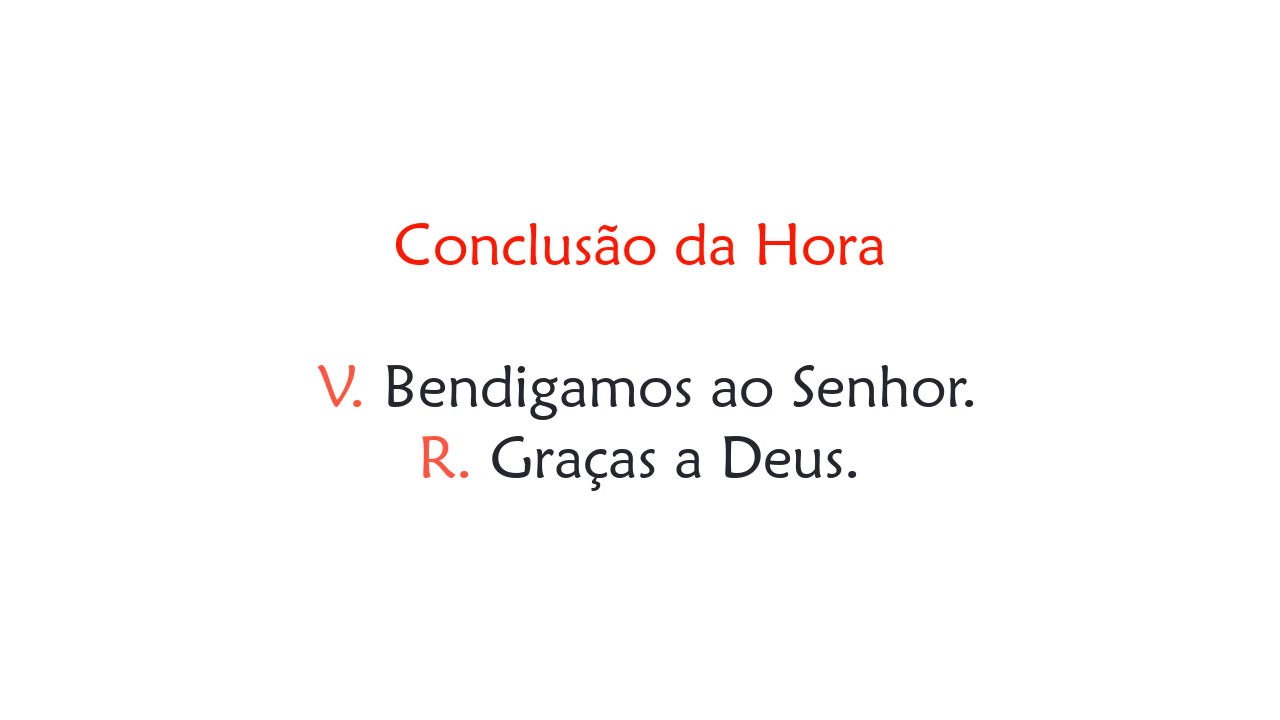 Conclusão da Hora
V. Bendigamos ao Senhor.
R. Graças a Deus.